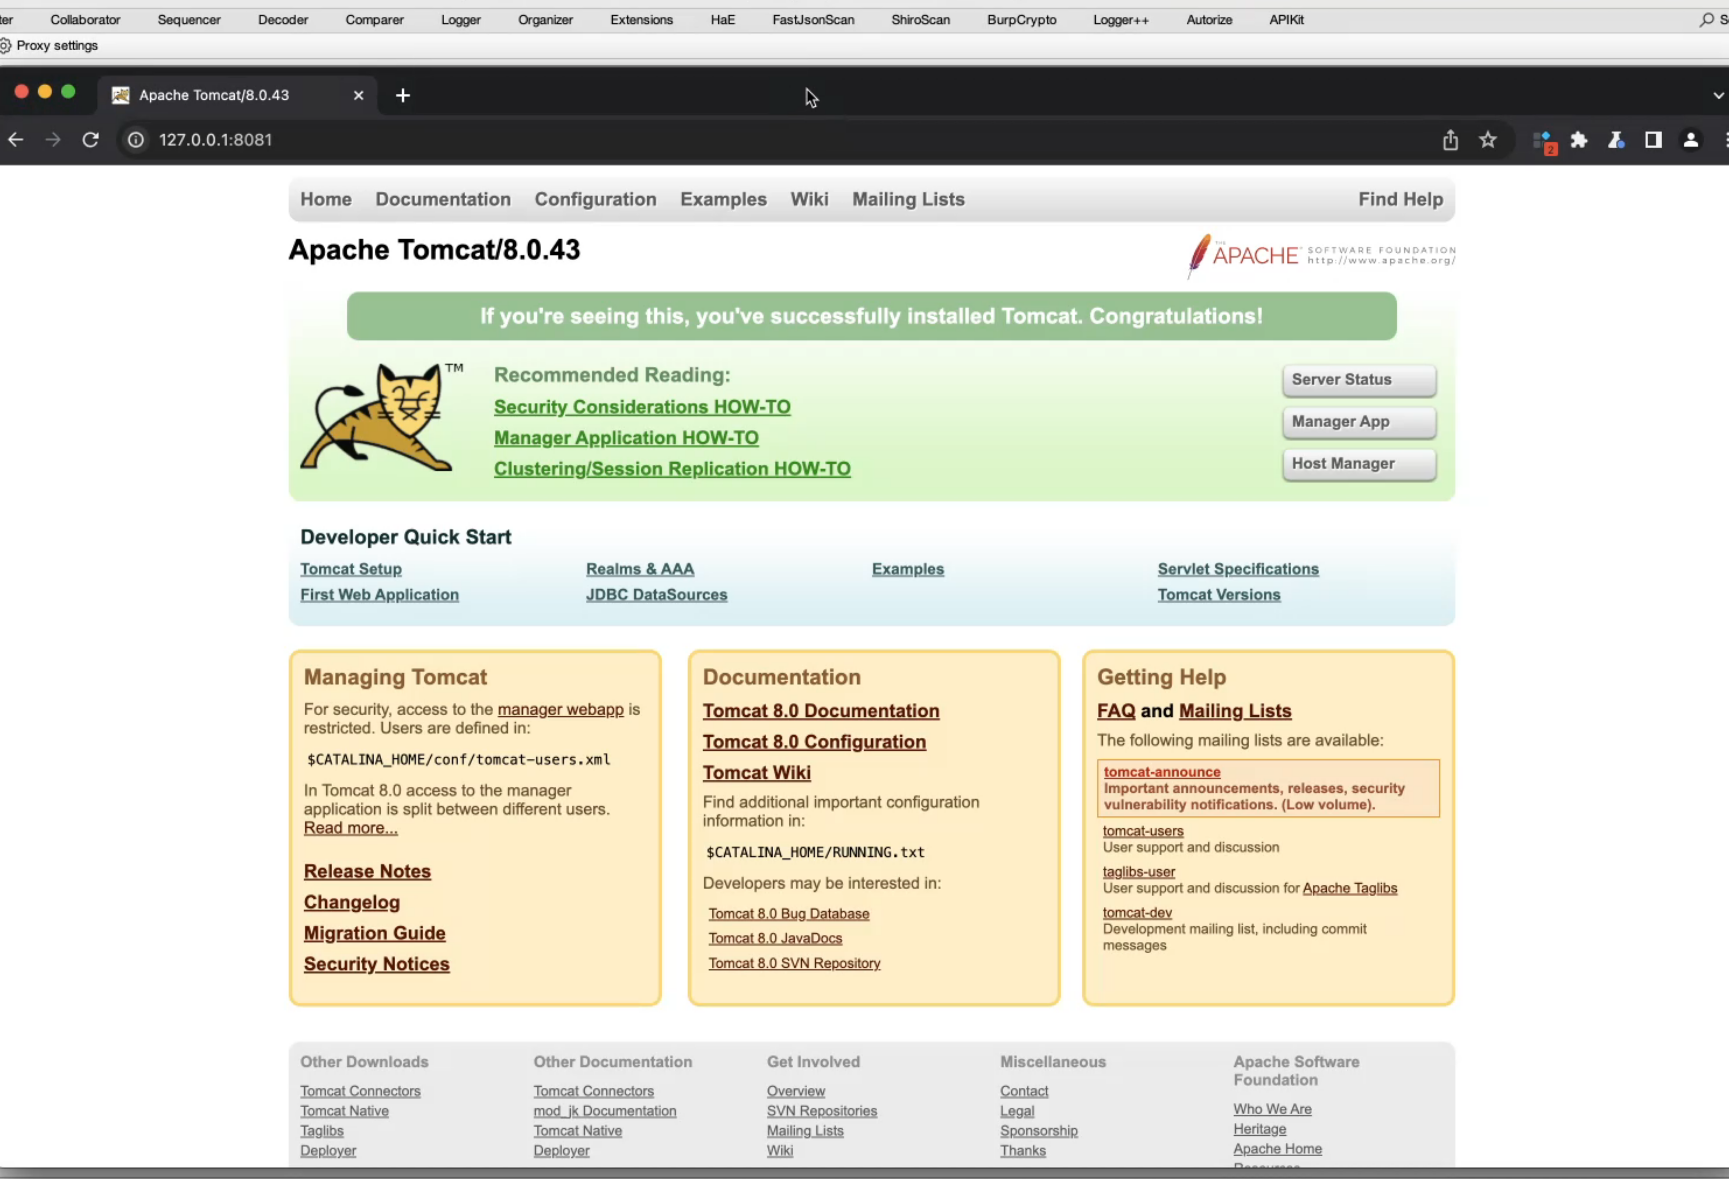 ter Collaborator Sequencer Decoder Comparer Logger Organizer Extensions HaE FastJsonScan ShiroScan BurpCrypto Logger++ Autorize APIKit
Proxy settings
Apache Tomcat/8.0.43
127.0.0.1:8081
2
Home Documentation Configuration Examples Wiki Mailing Lists Find Help
Apache Tomcat/8.0.43
THE APACHE SOFTWARE FOUNDATION
http://www.apache.org/
If you're seeing this, you've successfully installed Tomcat. Congratulations!
TM
Recommended Reading:
Security Considerations HOW-TO
Manager Application HOW-TO
Clustering/Session Replication HOW-TO
Server Status
Manager App
Host Manager
Developer Quick Start
Tomcat Setup
First Web Application
Realms & AAA
JDBC DataSources
Examples
Servlet Specifications
Tomcat Versions
Managing Tomcat
For security, access to the manager webapp is
restricted. Users are defined in:
$CATALINA_HOME/conf/tomcat-users.xml
In Tomcat 8.0 access to the manager
application is split between different users.
Read more...
Release Notes
Changelog
Migration Guide
Security Notices
Documentation
Tomcat 8.0 Documentation
Tomcat 8.0 Configuration
Tomcat Wiki
Find additional important configuration
information in:
$CATALINA_HOME/RUNNING.txt
Developers may be interested in:
Tomcat 8.0 Bug Database
Tomcat 8.0 JavaDocs
Tomcat 8.0 SVN Repository
Getting Help
FAQ and Mailing Lists
The following mailing lists are available:
tomcat-announce
Important announcements, releases, security
vulnerability notifications. (Low volume).
tomcat-users
User support and discussion
taglibs-user
User support and discussion for Apache Taglibs
tomcat-dev
Development mailing list, including commit
messages
Other Downloads
Tomcat Connectors
Tomcat Native
Taglibs
Deployer
Other Documentation
Tomcat Connectors
mod_jk Documentation
Tomcat Native
Deployer
Get Involved
Overview
SVN Repositories
Mailing Lists
Wiki
Miscellaneous
Contact
Legal
Sponsorship
Thanks
Apache Software
Foundation
Who We Are
Heritage
Apache Home